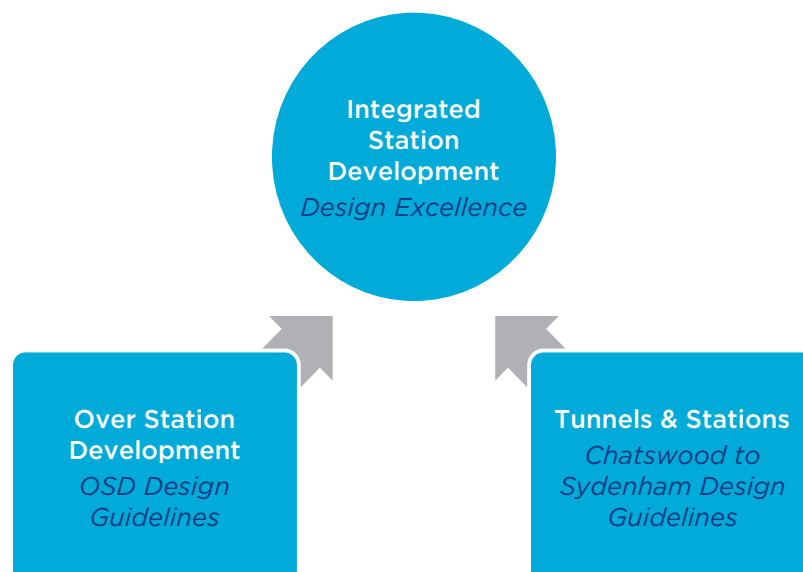 Integrated
Station
Development
Design Excellence
Over Station
Development
OSD Design
Guidelines
Tunnels & Stations
Chatswood to
Sydenham Design
Guidelines